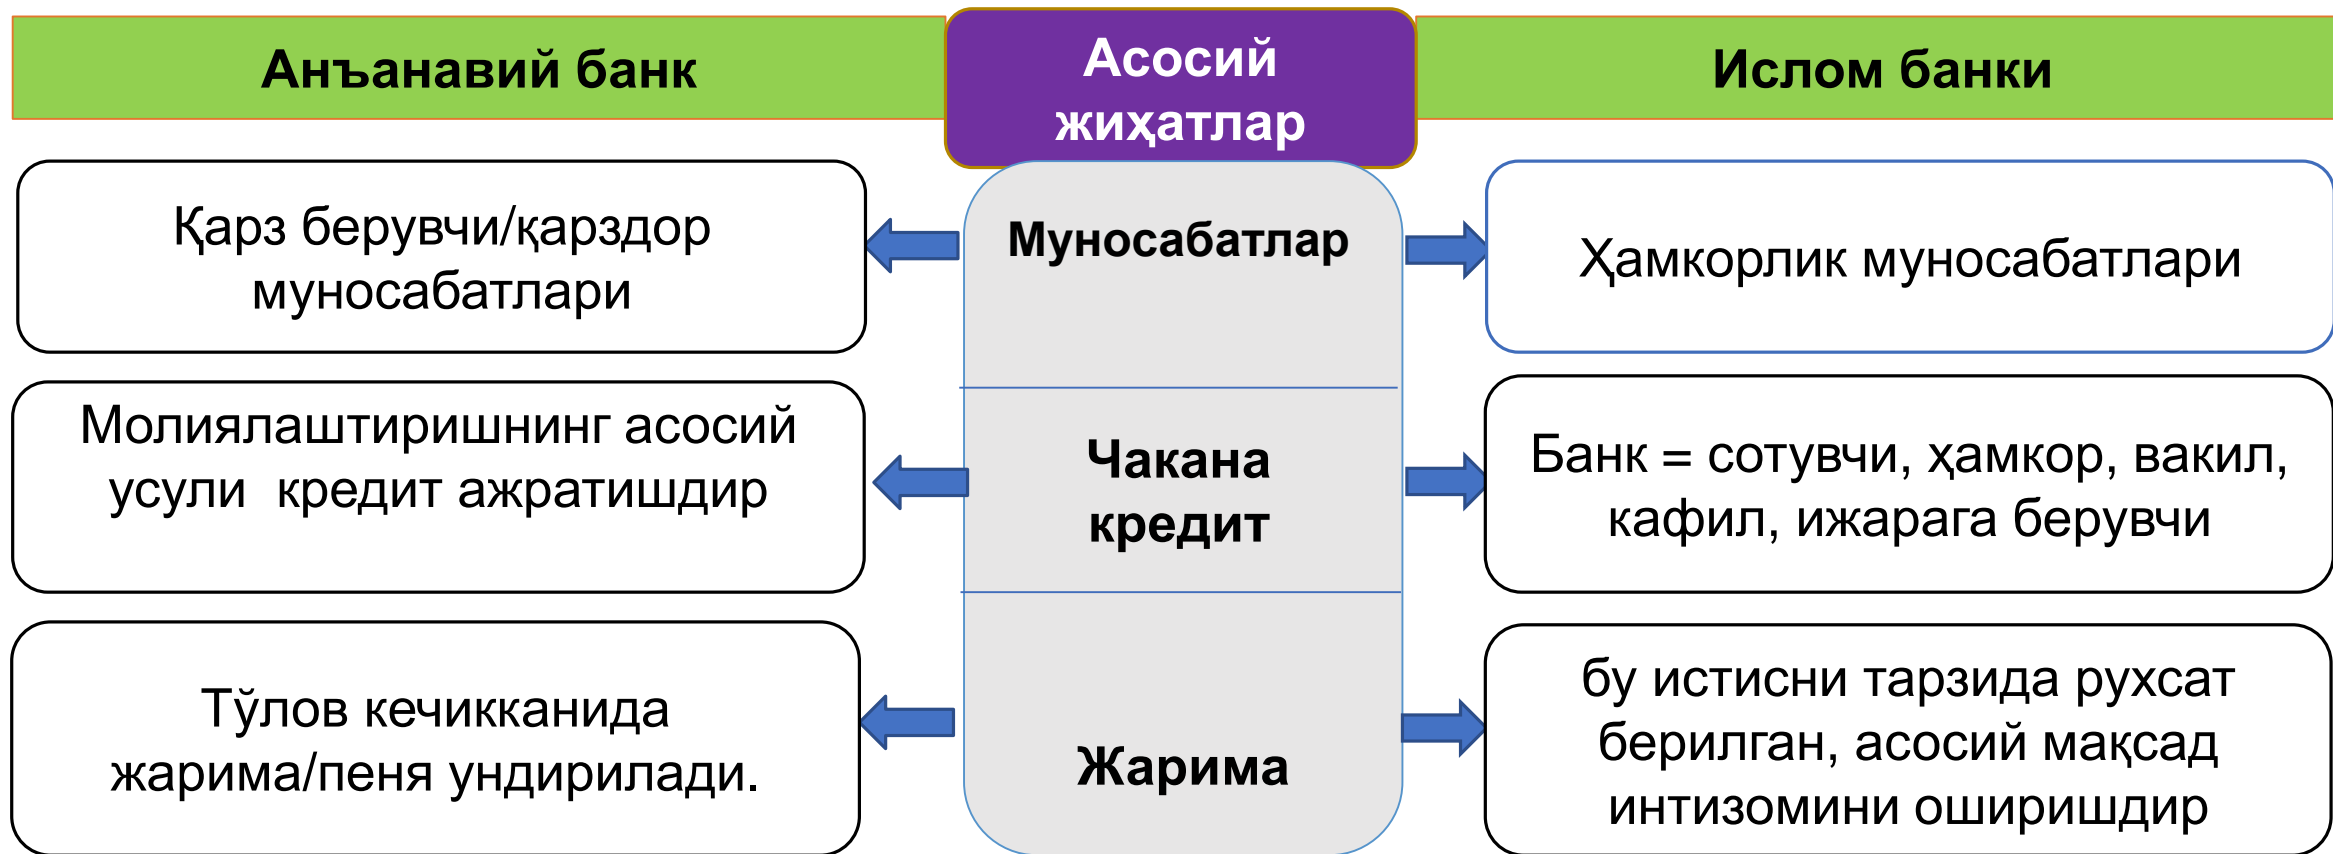 Анъанавий банк
Асосий
жиҳатлар
Ислом банки
Қарз берувчи/қарздор
муносабатлари
Муносабатлар
Ҳамкорлик муносабатлари
Молиялаштиришнинг асосий
усули кредит ажратишдир
Чакана
кредит
Банк = сотувчи, ҳамкор, вакил,
кафил, ижарага берувчи
Тўлов кечикканида
жарима/пеня ундирилади.
Жарима
бу истисни тарзида рухсат
берилган, асосий мақсад
интизомини оширишдир